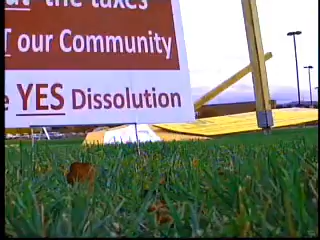 the taxes
our Community
YES Dissolution